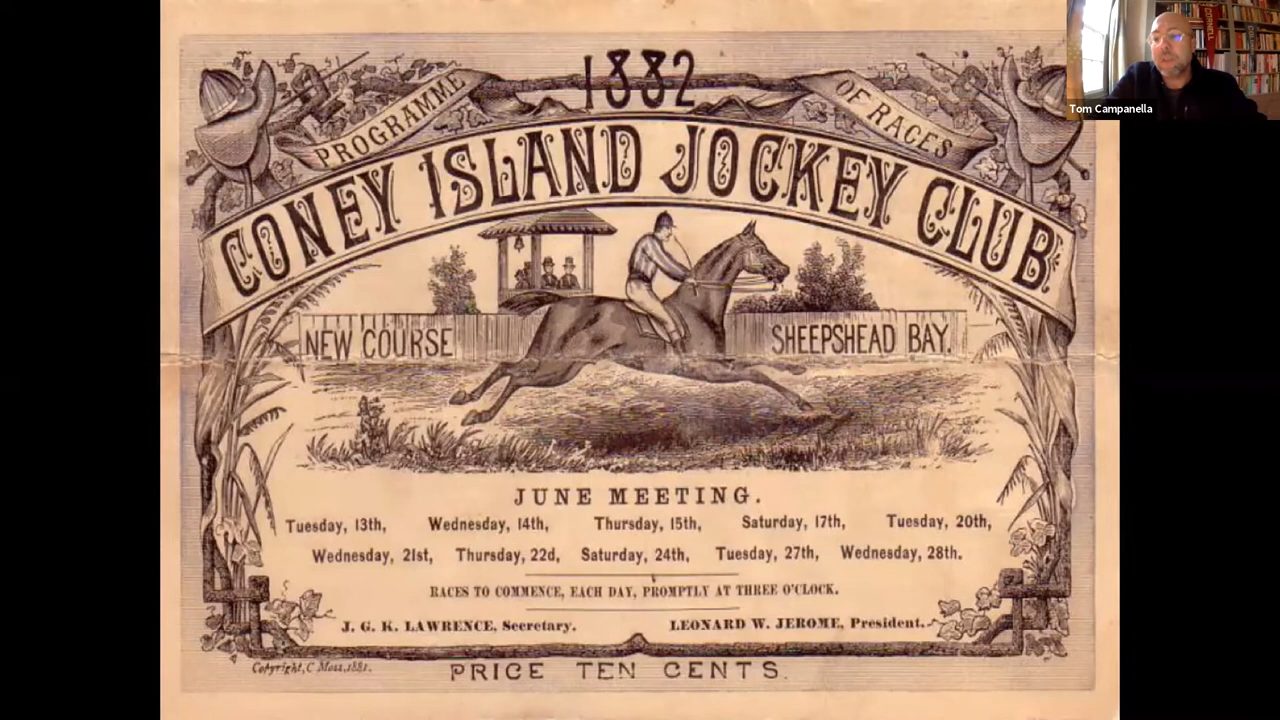 1882
PROGRAMME OF RACES
CONEY ISLAND JOCKEY CLUB
NEW COURSE SHEEPSHEAD BAY.
JUNE MEETING.
Tuesday, 13th, Wednesday, 14th, Thursday, 15th, Saturday, 17th, Tuesday, 20th,
Wednesday, 21st, Thursday, 22d, Saturday, 24th, Tuesday, 27th, Wednesday, 28th.
RACES TO COMMENCE, EACH DAY, PROMPTLY AT THREE O'CLOCK.
J. G. K. LAWRENCE, Secretary. LEONARD W. JEROME, President.
Copyright, C Moss, 1881.
PRICE TEN CENTS.
CORNELL
Tom Campanella